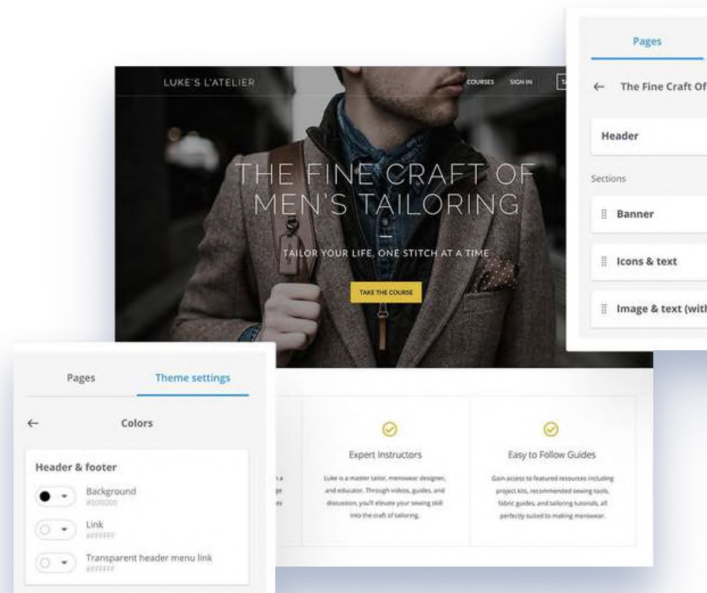 Pages
← The Fine Craft Of
Header
Sections
Banner
Icons & text
Image & text (with
LUKE'S L'ATELIER
COURSES SIGN IN
THE FINE CRAFT OF
MEN'S TAILORING
TAILOR YOUR LIFE, ONE STITCH AT A TIME
TAKE THE COURSE
Pages Theme settings
← Colors
Header & footer
Background
#000000
Link
#FFFFFF
Transparent header menu link
#FFFFFF
Expert Instructors
Luke is a master tailor, menswear designer,
and educator. Through videos, guides, and
discussion, you'll elevate your sewing skill
into the craft of tailoring.
Easy to Follow Guides
Gain access to featured resources including
project kits, recommended sewing tools,
fabric guides, and tailoring tutorials, all
perfectly suited to making menswear.